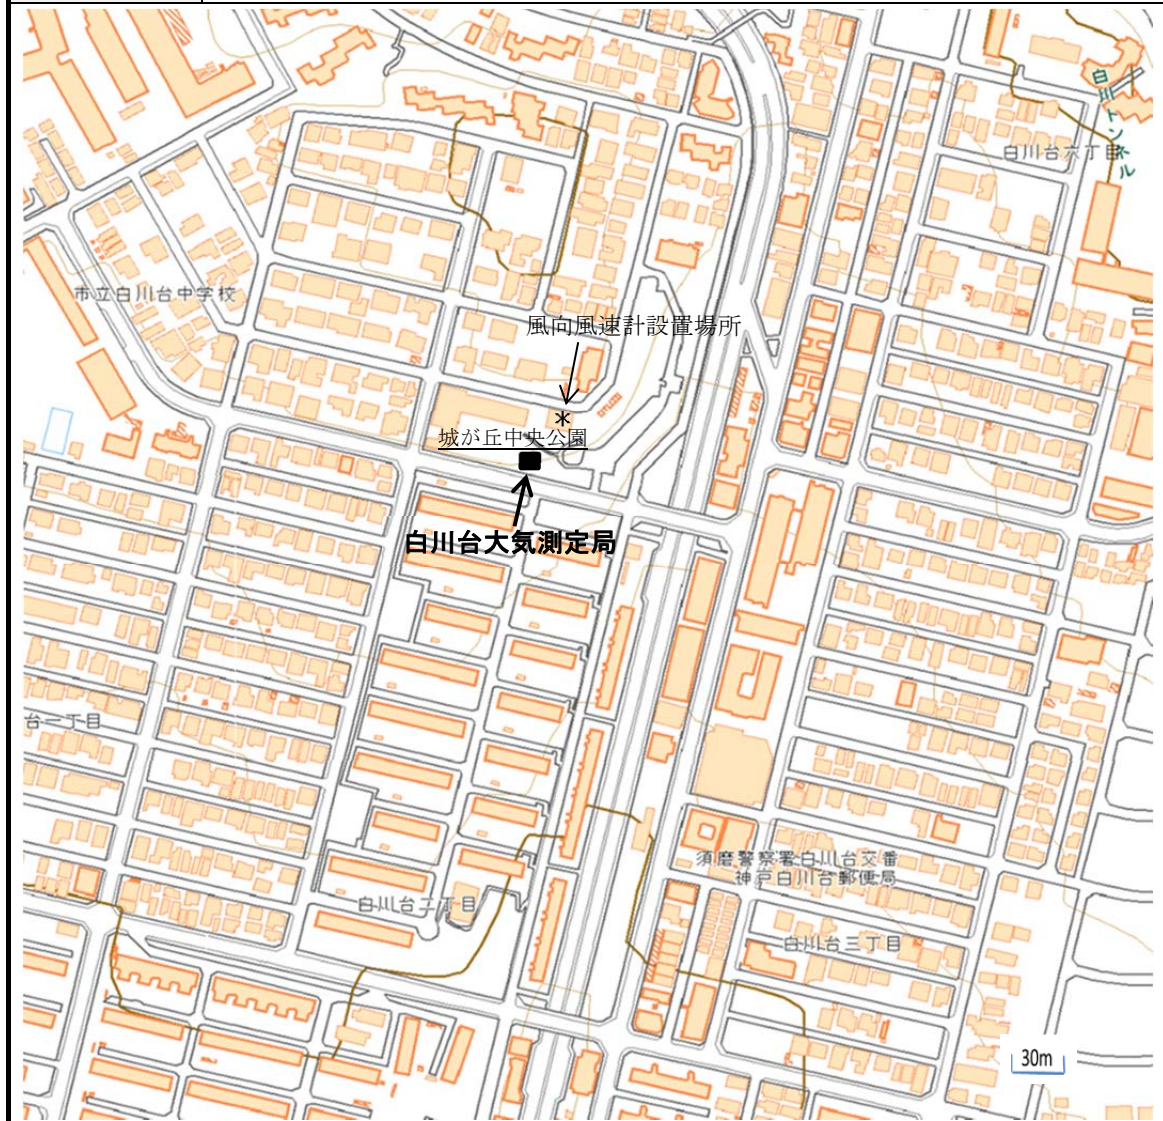 白川トンネル
白川台六丁目
市立白川台中学校
風向風速計設置場所
*
城が丘中央公園
白川台大気測定局
台一丁目
須磨警察署白川台交番
神戸白川台郵便局
白川台二丁目
白川台三丁目
30m